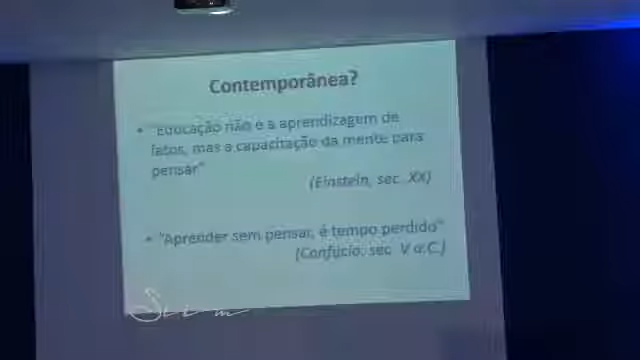 Contemporânea?
• "Educação não é a aprendizagem de
fatos, mas a capacitação da mente para
pensar"
(Einstein, sec. XX)
• "Aprender sem pensar, é tempo perdido"
(Confúcio, sec V a.C.)